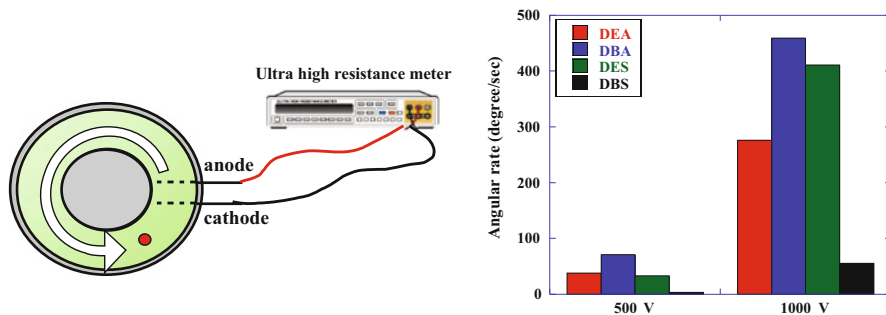 Ultra high resistance meter
anode
cathode
DEA
DBA
DES
DBS
Angular rate (degree/sec)
500
400
300
200
100
0
500 V
1000 V